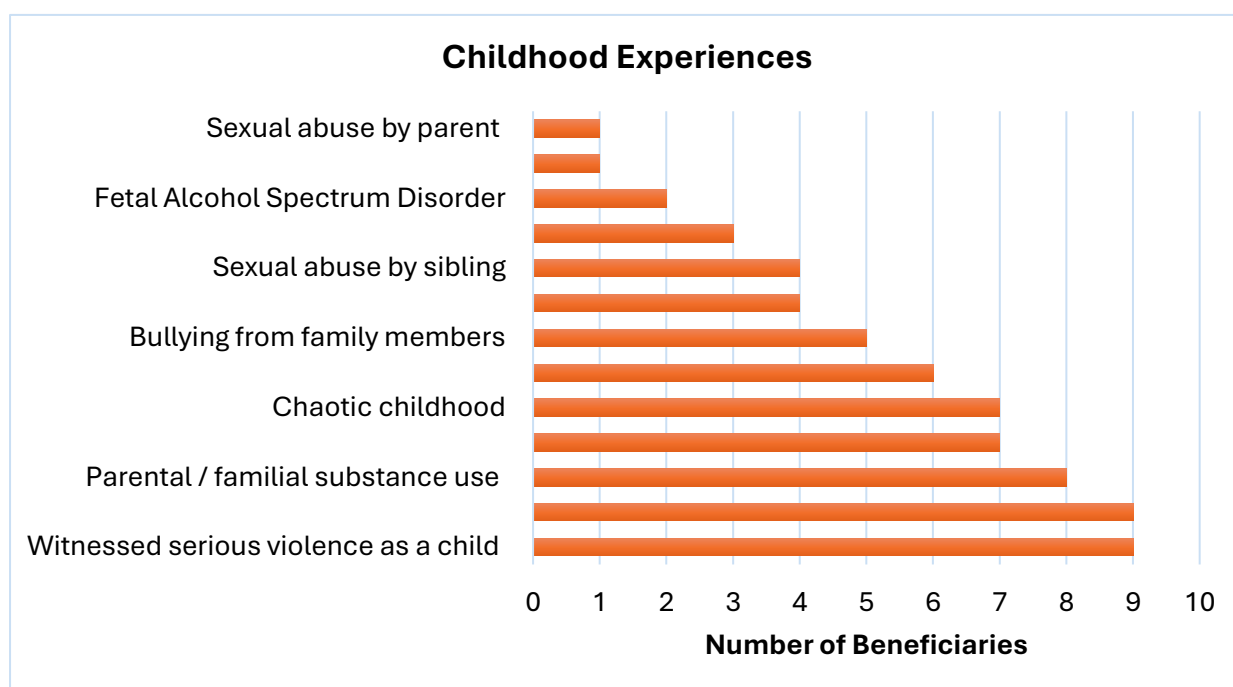 Childhood Experiences
Sexual abuse by parent
Fetal Alcohol Spectrum Disorder
Sexual abuse by sibling
Bullying from family members
Chaotic childhood
Parental / familial substance use
Witnessed serious violence as a child
0 1 2 3 4 5 6 7 8 9 10
Number of Beneficiaries